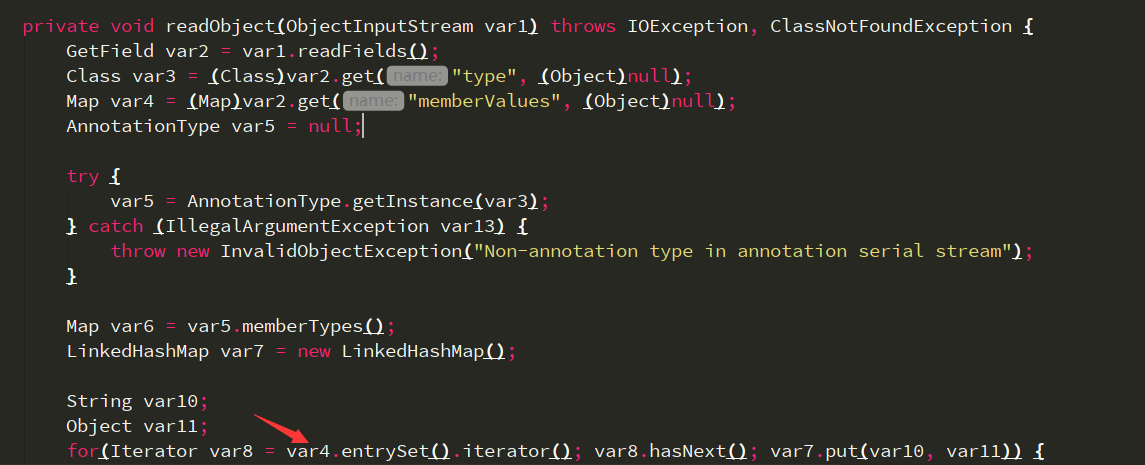 private void readObject(ObjectInputStream var1) throws IOException, ClassNotFoundException {
GetField var2 = var1.readFields();
Class var3 = (Class)var2.get( name: "type", (Object)null);
Map var4 = (Map)var2.get( name: "memberValues", (Object)null);
AnnotationType var5 = null;
try {
var5 = AnnotationType.getInstance(var3);
} catch (IllegalArgumentException var13) {
throw new InvalidObjectException("Non-annotation type in annotation serial stream");
}
Map var6 = var5.memberTypes();
LinkedHashMap var7 = new LinkedHashMap();
String var10;
Object var11;
for(Iterator var8 = var4.entrySet().iterator(); var8.hasNext(); var7.put(var10, var11)) {